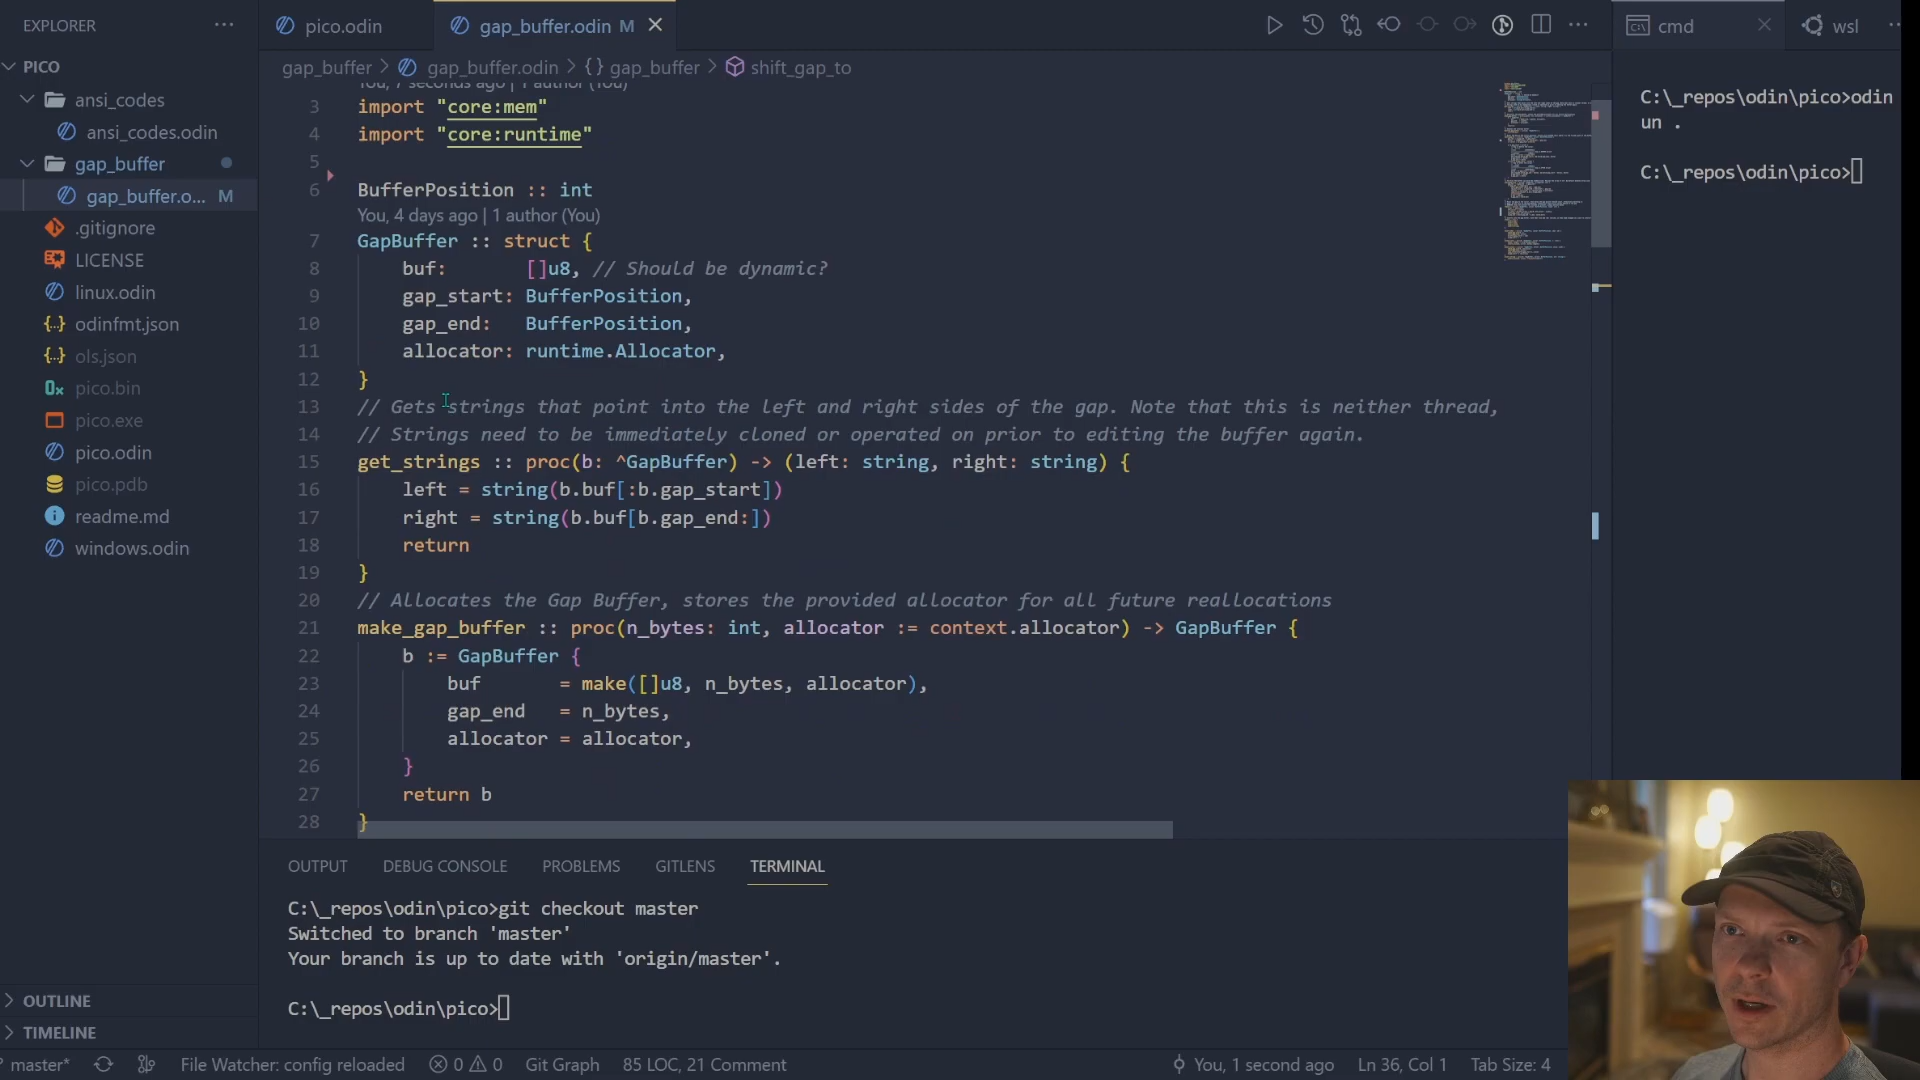 EXPLORER
PICO
ansi_codes
ansi_codes.odin
gap_buffer
gap_buffer.o... M
.gitignore
LICENSE
linux.odin
odinfmt.json
ols.json
pico.bin
pico.exe
pico.odin
pico.pdb
readme.md
windows.odin
OUTLINE
TIMELINE
pico.odin
gap_buffer.odin M
gap_buffer > gap_buffer.odin > {} gap_buffer > shift_gap_to
You, 7 seconds ago | 1 author (You)
3 import "core:mem"
4 import "core:runtime"
5
6 BufferPosition :: int
You, 4 days ago | 1 author (You)
7 GapBuffer :: struct {
8 buf: []u8, // Should be dynamic?
9 gap_start: BufferPosition,
10 gap_end: BufferPosition,
11 allocator: runtime.Allocator,
12 }
13 // Gets strings that point into the left and right sides of the gap. Note that this is neither thread,
14 // Strings need to be immediately cloned or operated on prior to editing the buffer again.
15 get_strings :: proc(b: ^GapBuffer) -> (left: string, right: string) {
16 left = string(b.buf[:b.gap_start])
17 right = string(b.buf[b.gap_end:])
18 return
19 }
20 // Allocates the Gap Buffer, stores the provided allocator for all future reallocations
21 make_gap_buffer :: proc(n_bytes: int, allocator := context.allocator) -> GapBuffer {
22 b := GapBuffer {
23 buf = make([]u8, n_bytes, allocator),
24 gap_end = n_bytes,
25 allocator = allocator,
26 }
27 return b
28 }
OUTPUT DEBUG CONSOLE PROBLEMS GITLENS TERMINAL
C:\_repos\odin\pico>git checkout master
Switched to branch 'master'
Your branch is up to date with 'origin/master'.
C:\_repos\odin\pico>
cmd
wsl
C:\_repos\odin\pico>odin
un .
C:\_repos\odin\pico>
master* File Watcher: config reloaded 0 0 Git Graph 85 LOC, 21 Comment You, 1 second ago Ln 36, Col 1 Tab Size: 4